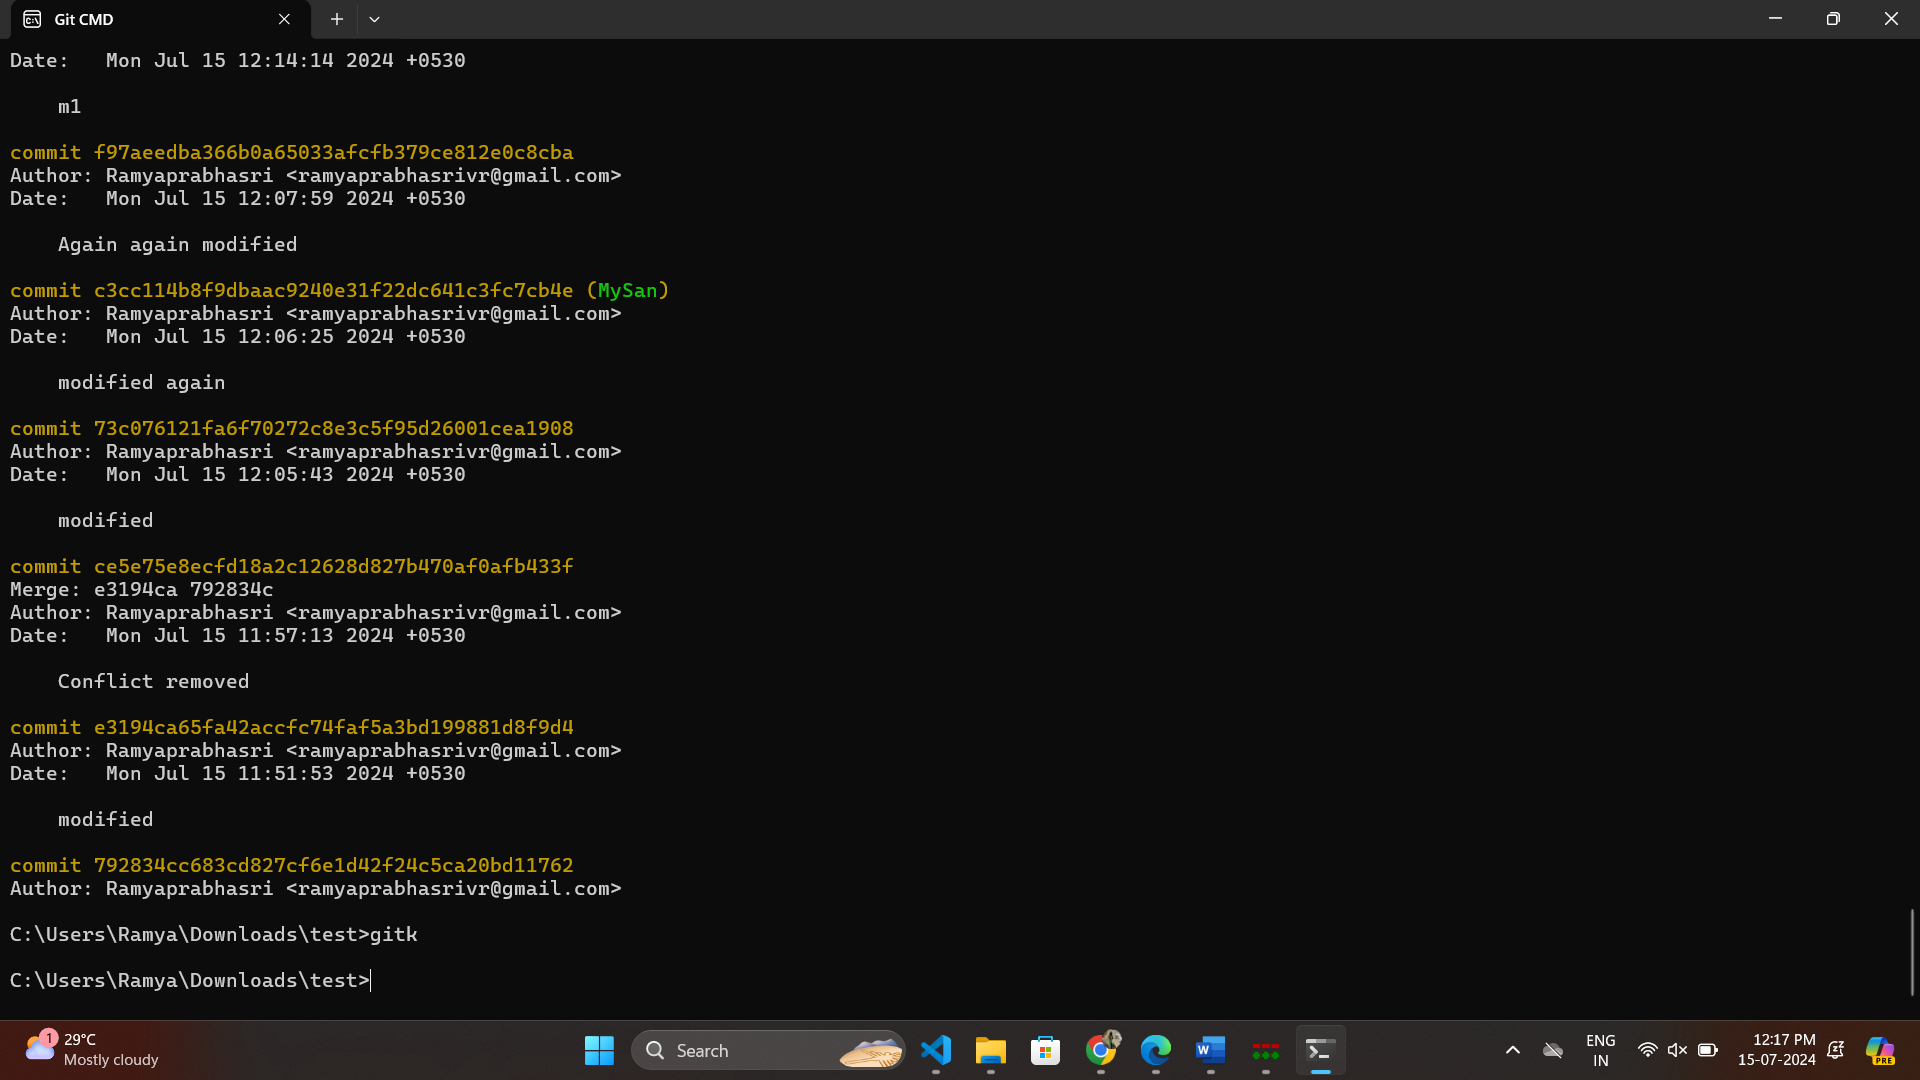 Git CMD
Date:   Mon Jul 15 12:14:14 2024 +0530
m1
commit f97aeedba366b0a65033afcfb379ce812e0c8cba
Author: Ramyaprabhasri <ramyaprabhasrivr@gmail.com>
Date:   Mon Jul 15 12:07:59 2024 +0530
Again again modified
commit c3cc114b8f9dbaac9240e31f22dc641c3fc7cb4e (MySan)
Author: Ramyaprabhasri <ramyaprabhasrivr@gmail.com>
Date:   Mon Jul 15 12:06:25 2024 +0530
modified again
commit 73c076121fa6f70272c8e3c5f95d26001cea1908
Author: Ramyaprabhasri <ramyaprabhasrivr@gmail.com>
Date:   Mon Jul 15 12:05:43 2024 +0530
modified
commit ce5e75e8ecfd18a2c12628d827b470af0afb433f
Merge: e3194ca 792834c
Author: Ramyaprabhasri <ramyaprabhasrivr@gmail.com>
Date:   Mon Jul 15 11:57:13 2024 +0530
Conflict removed
commit e3194ca65fa42accfc74faf5a3bd199881d8f9d4
Author: Ramyaprabhasri <ramyaprabhasrivr@gmail.com>
Date:   Mon Jul 15 11:51:53 2024 +0530
modified
commit 792834cc683cd827cf6e1d42f24c5ca20bd11762
Author: Ramyaprabhasri <ramyaprabhasrivr@gmail.com>
C:\Users\Ramya\Downloads\test>gitk
C:\Users\Ramya\Downloads\test>
1
29°C
Mostly cloudy
Search
W
ENG
IN
12:17 PM
15-07-2024
PRE